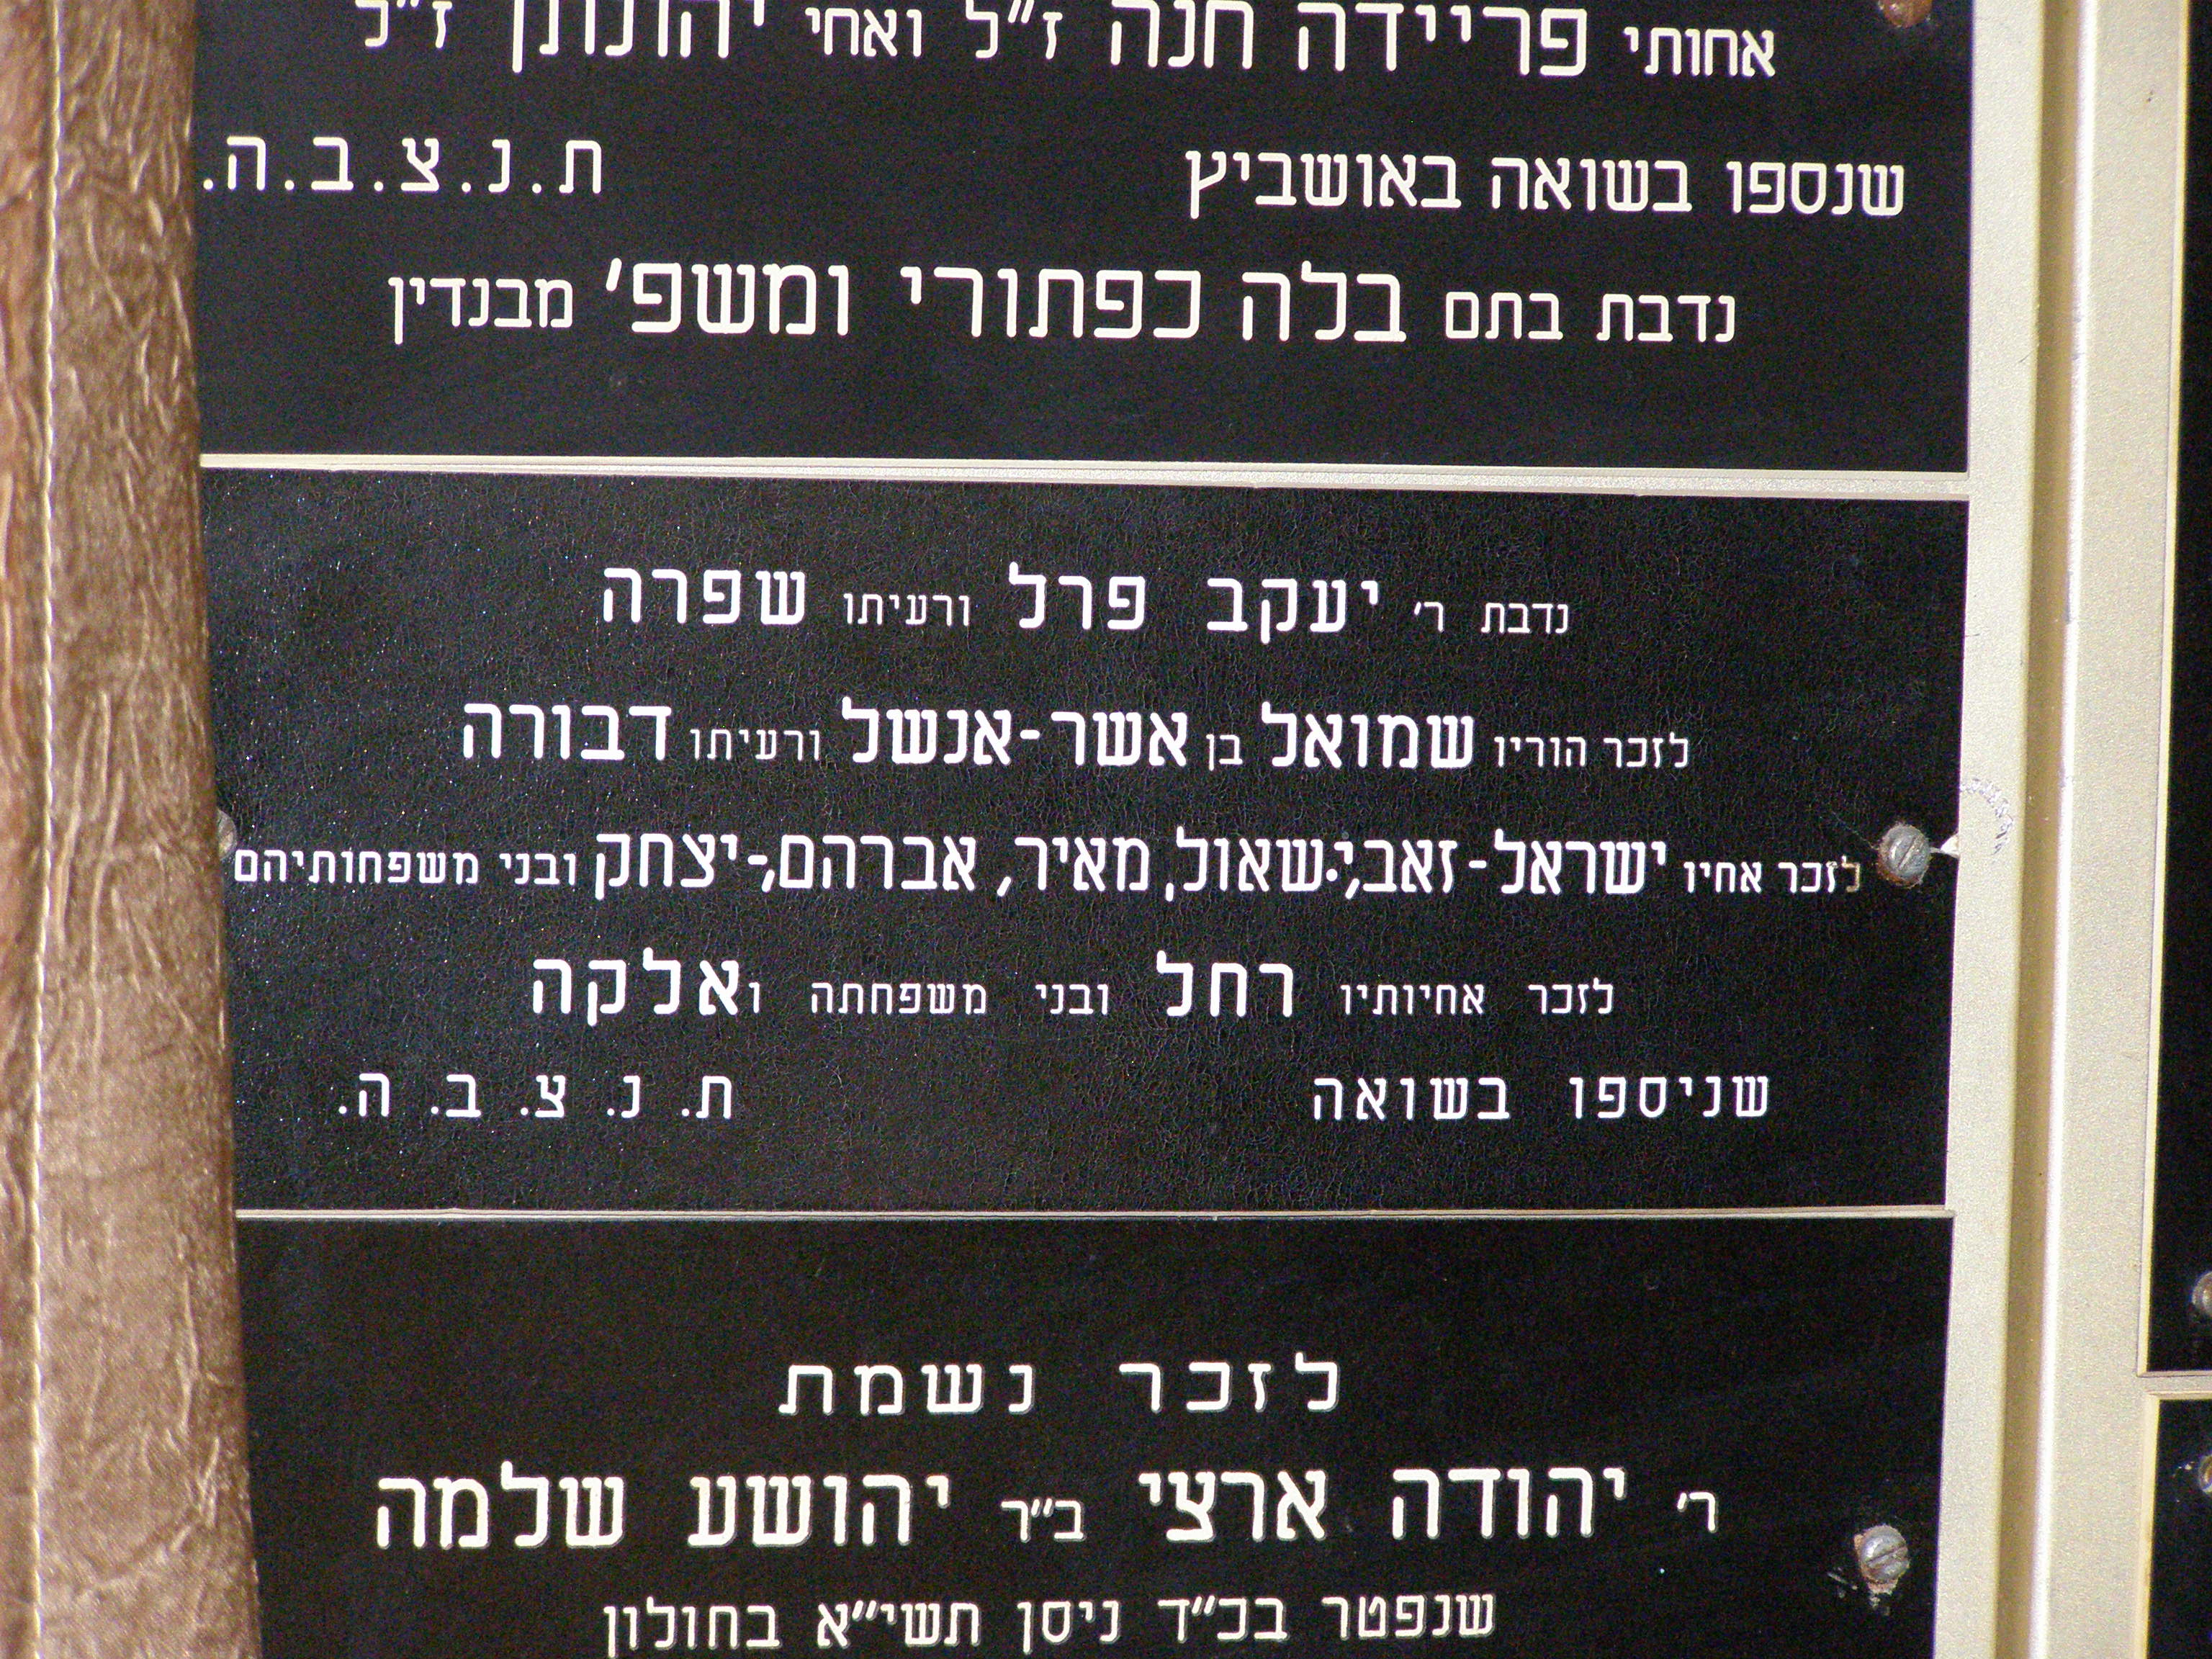 אחותי פריידה חנה ז"ל ואחי יהונתן ז"ל
שנספו בשואה באושביץ ת.נ.צ.ב.ה.
נדבת בתם בלה כפתורי ומשפ' מבנדין
נדבת ר' יעקב פרל ורעיתו שפרה
לזכר הוריו שמואל בן אשר-אנשל ורעיתו דבורה
לזכר אחיו ישראל-זאב, שאול, מאיר, אברהם-יצחק ובני משפחותיהם
לזכר אחיותיו רחל ובני משפחתה ואלקה
שניספו בשואה ת. נ. צ. ב. ה.
לזכר נשמת
ר' יהודה ארצי ב"ר יהושע שלמה
שנפטר בכ"ד ניסן תשי"א בחולון